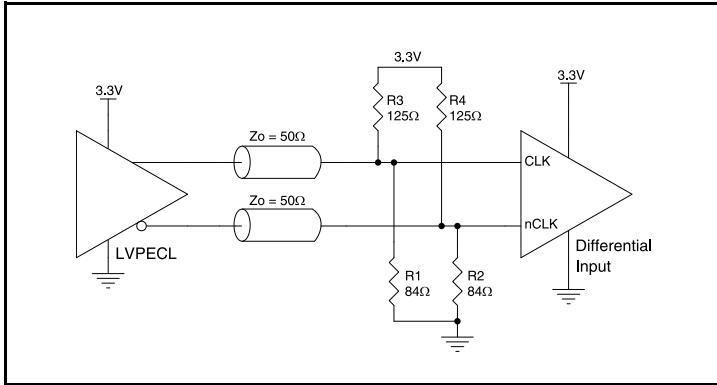 3.3V
3.3V
3.3V
R3
125Ω
R4
125Ω
Zo = 50Ω
CLK
Zo = 50Ω
nCLK
LVPECL
Differential
Input
R1
84Ω
R2
84Ω